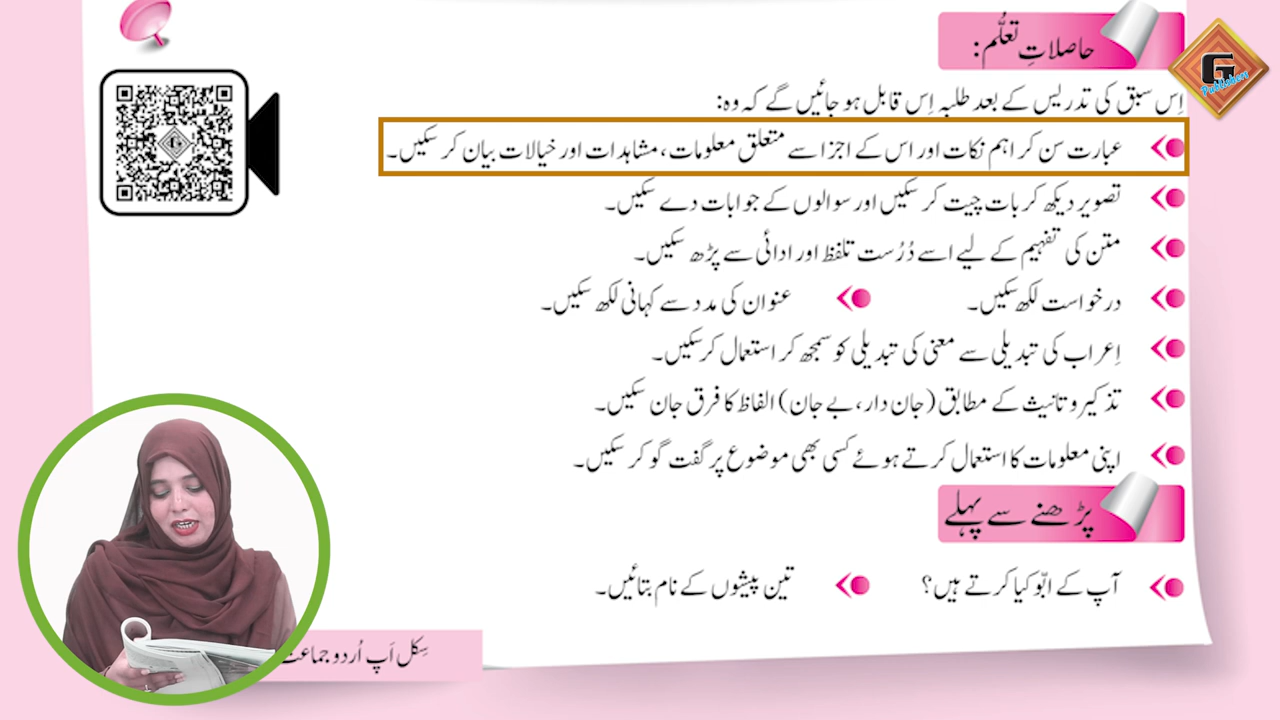 حاصلاتِ تعلّم:
G Publishers
اِس سبق کی تدریس کے بعد طلبہ اِس قابل ہو جائیں گے کہ وہ:
عبارت سن کر اہم نکات اور اس کے اجزا سے متعلق معلومات، مشاہدات اور خیالات بیان کر سکیں۔
تصویر دیکھ کر بات چیت کر سکیں اور سوالوں کے جوابات دے سکیں۔
متن کی تفہیم کے لیے اسے دُرُست تلفظ اور ادائی سے پڑھ سکیں۔
درخواست لکھ سکیں۔ عنوان کی مدد سے کہانی لکھ سکیں۔
اِعراب کی تبدیلی سے معنی کی تبدیلی کو سمجھ کر استعمال کر سکیں۔
تذکیر و تانیث کے مطابق (جان دار، بے جان) الفاظ کا فرق جان سکیں۔
اپنی معلومات کا استعمال کرتے ہوئے کسی بھی موضوع پر گفت گو کر سکیں۔
پڑھنے سے پہلے
آپ کے ابّو کیا کرتے ہیں؟ تین پیشوں کے نام بتائیں۔
سِکل اَپ اُردو جماعت